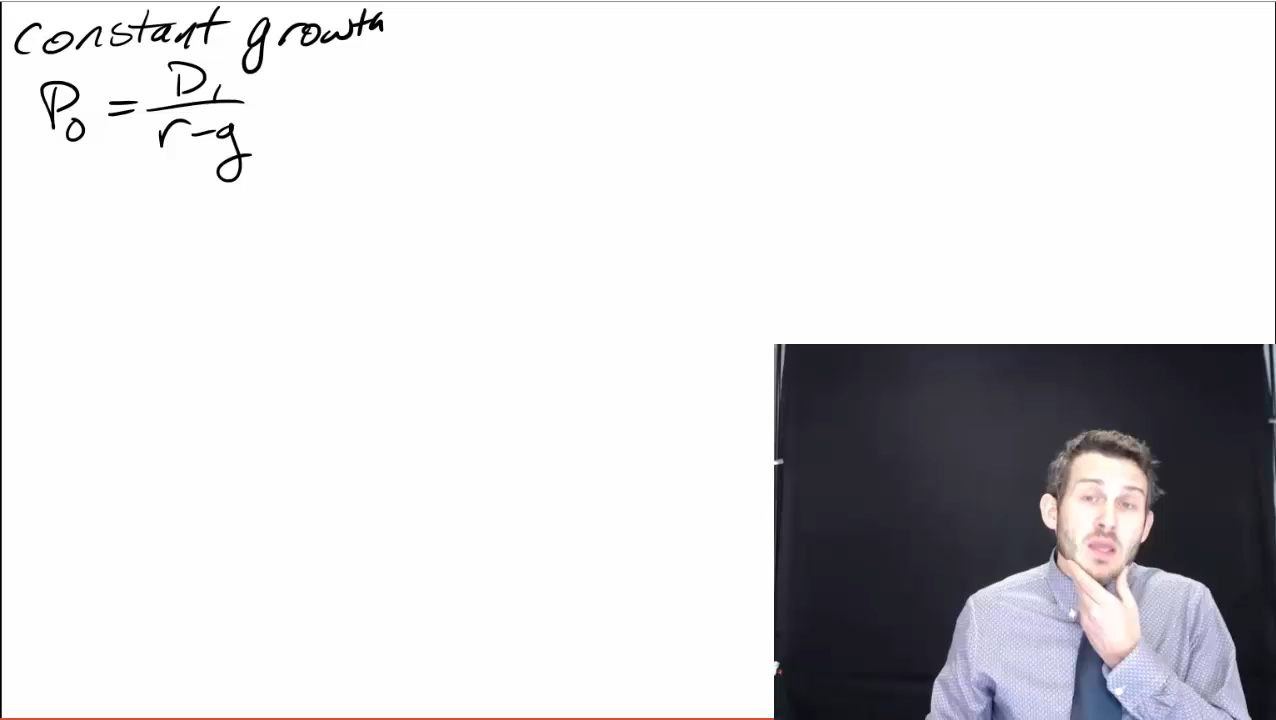 constant growth
P₀ = D₁ / (r-g)